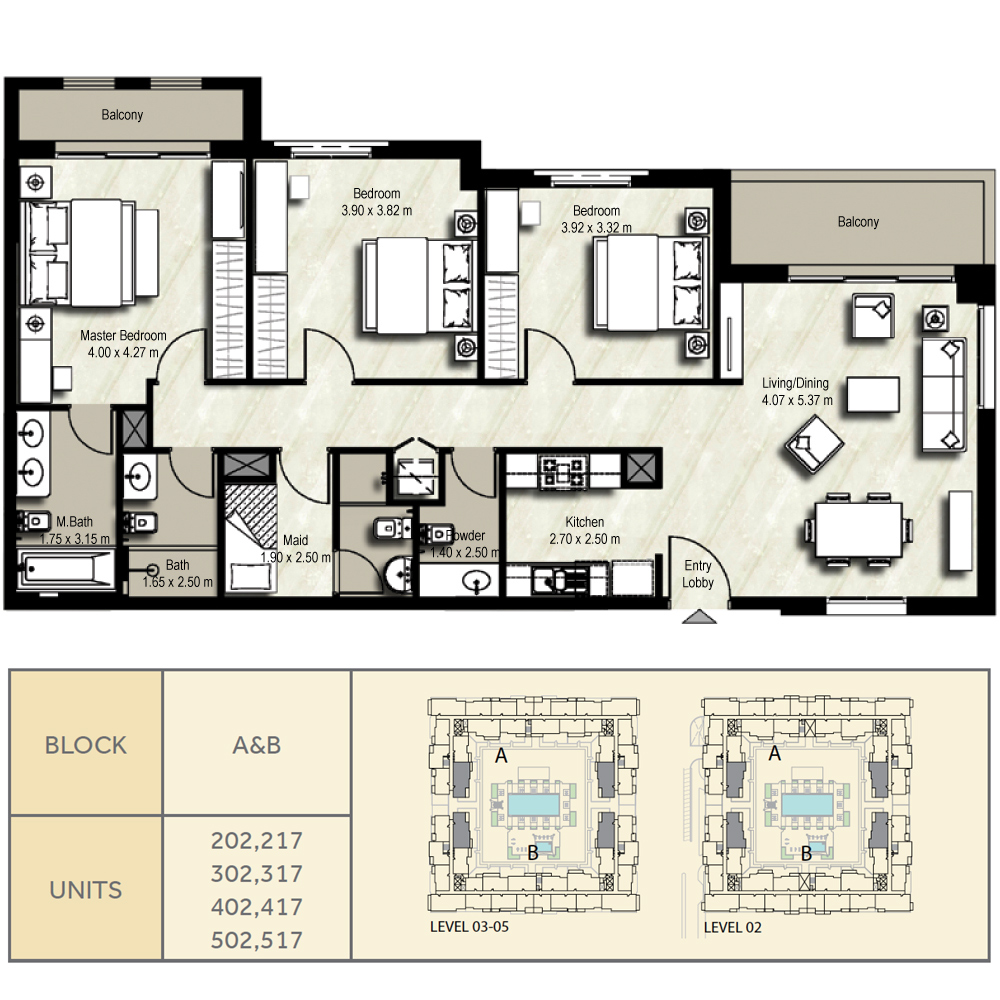 Balcony
Bedroom
3.90 x 3.82 m
Bedroom
3.92 x 3.32 m
Balcony
Master Bedroom
4.00 x 4.27 m
Living/Dining
4.07 x 5.37 m
M.Bath
1.75 x 3.15 m
Bath
1.65 x 2.50 m
Maid
1.90 x 2.50 m
Powder
1.40 x 2.50 m
Kitchen
2.70 x 2.50 m
Entry
Lobby
BLOCK
A&B
UNITS
202,217
302,317
402,417
502,517
A
B
LEVEL 03-05
A
B
LEVEL 02